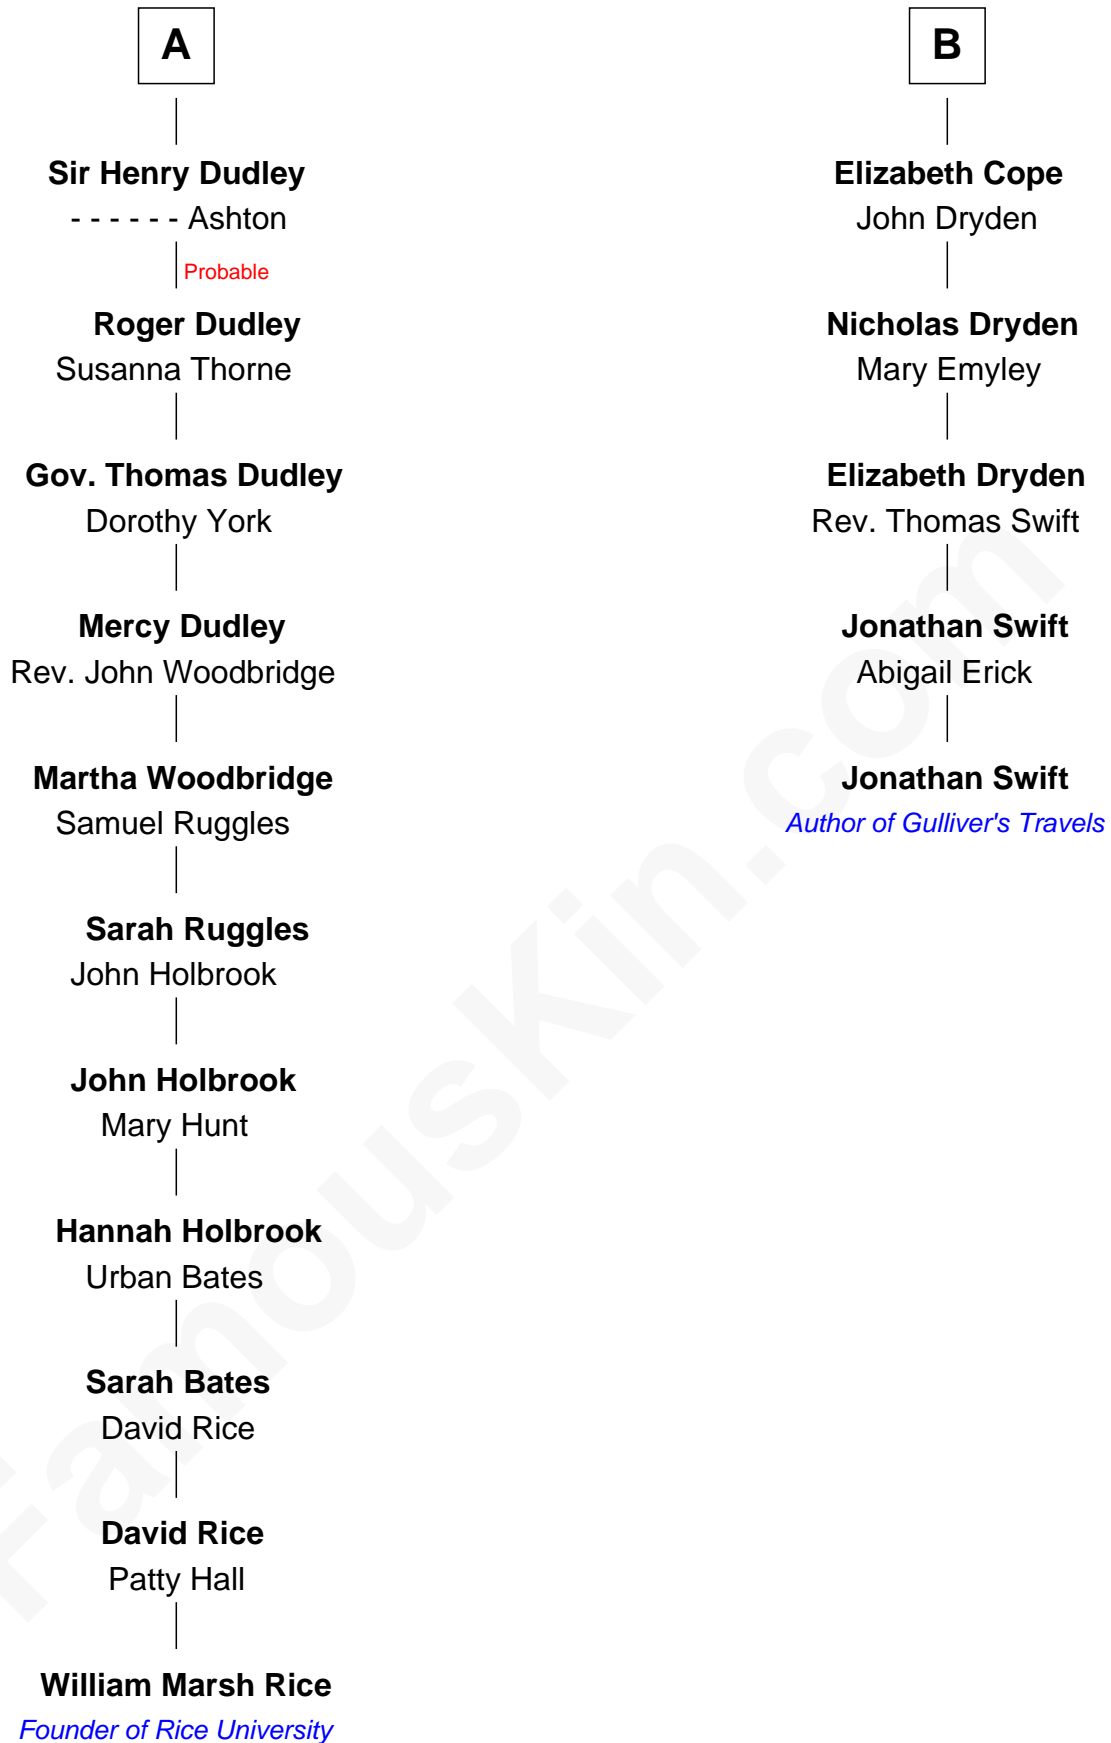 A
Sir Henry Dudley
- - - - - - Ashton
Probable
Roger Dudley
Susanna Thorne
Gov. Thomas Dudley
Dorothy York
Mercy Dudley
Rev. John Woodbridge
Martha Woodbridge
Samuel Ruggles
Sarah Ruggles
John Holbrook
John Holbrook
Mary Hunt
Hannah Holbrook
Urban Bates
Sarah Bates
David Rice
David Rice
Patty Hall
William Marsh Rice
Founder of Rice University
B
Elizabeth Cope
John Dryden
Nicholas Dryden
Mary Emyley
Elizabeth Dryden
Rev. Thomas Swift
Jonathan Swift
Abigail Erick
Jonathan Swift
Author of Gulliver's Travels
FamousKin.com